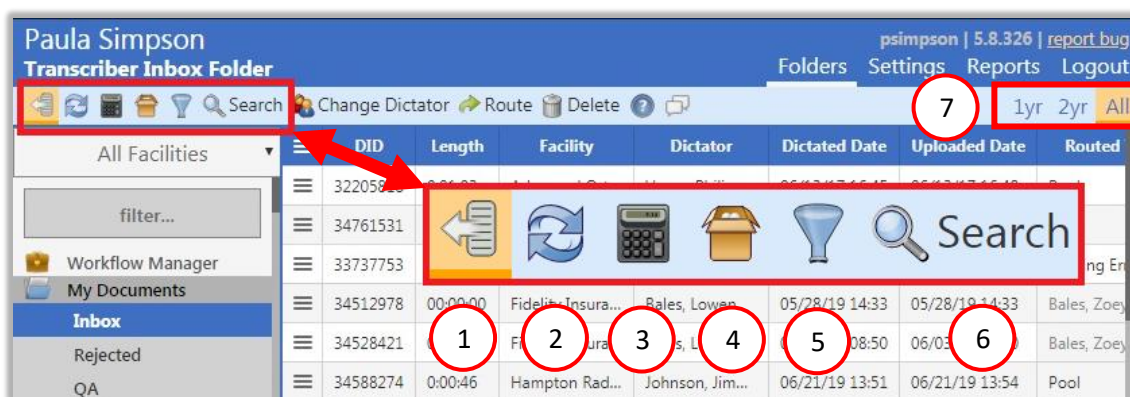 Paula Simpson
psimpson | 5.8.326 | report bug
Transcriber Inbox Folder
Folders Settings Reports Logout
Search Change Dictator Route Delete ?
7
1yr 2yr All
All Facilities
DID Length Facility Dictator Dictated Date Uploaded Date Routed
filter...
34761531
Search
Workflow Manager
33737753
My Documents
34512978 00:00:00 Fidelity Insura... Bales, Lowen 05/28/19 14:33 05/28/19 14:33 Bales, Zoey
Inbox
1 2 3 4 5 6
34528421 08:50 Bales, Zoey
Rejected
34588274 0:00:46 Hampton Rad... Johnson, Jim... 06/21/19 13:51 06/21/19 13:54 Pool
QA